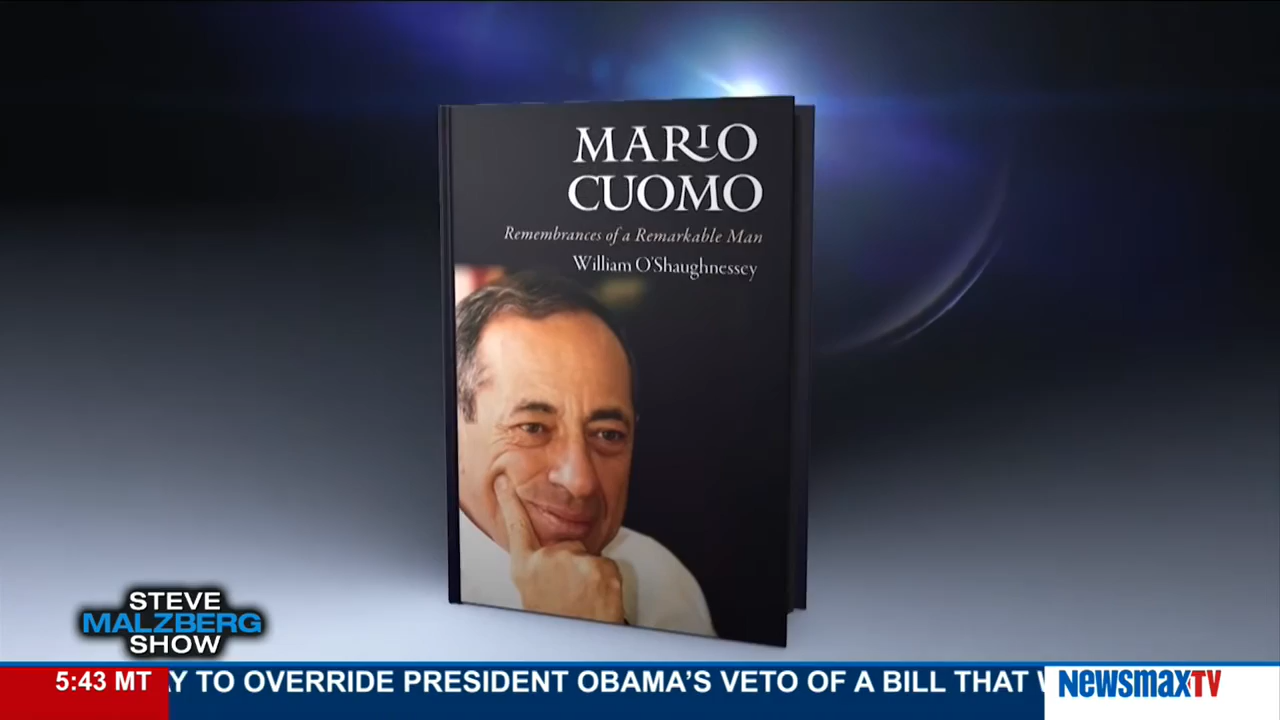 MARIO
CUOMO
Remembrances of a Remarkable Man
William O'Shaughnessey
STEVE
MALZBERG
SHOW
5:43 MT
TO OVERRIDE PRESIDENT OBAMA'S VETO OF A BILL THAT
NEWSMAXTV